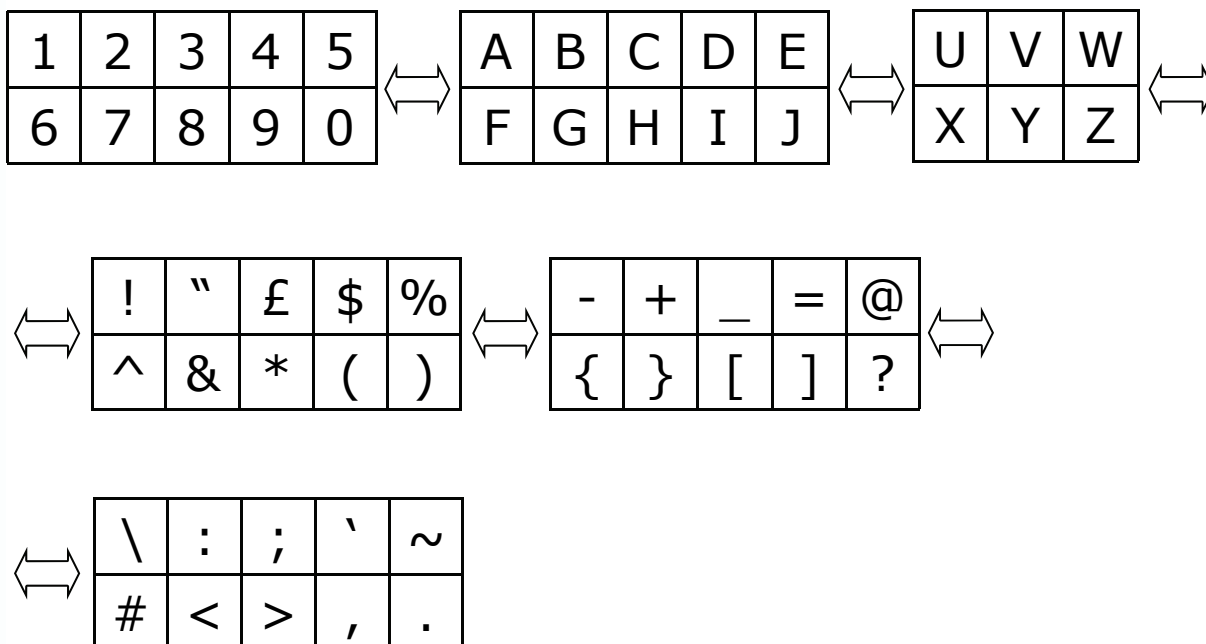 1 2 3 4 5 A B C D E U V W
6 7 8 9 0 F G H I J X Y Z
! ‟ £ $ % - + _ = @
^ & * ( ) { } [ ] ?
\ : ; ‛ ~
# < > , .